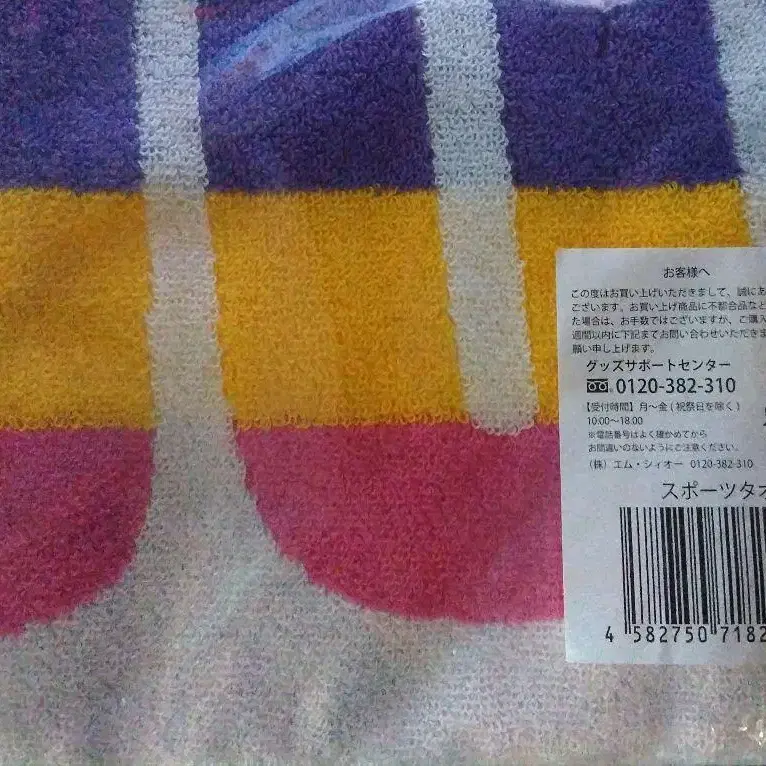 お客様へ
この度はお買い上げいただきまして、誠にあ
ございます。お買い上げ商品に不都合品など
た場合は、お手数ではございますが、ご購入
週間以内に下記までお問い合わせいただきま
願い申し上げます。
グッズサポートセンター
0120-382-310
【受付時間】月～金(祝祭日を除く)
10:00～18:00
※電話番号はよく確かめてから
お間違いのないようにご注意ください。
(株)エム・シィオー 0120-382-310
スポーツタオ
4 582750 7182